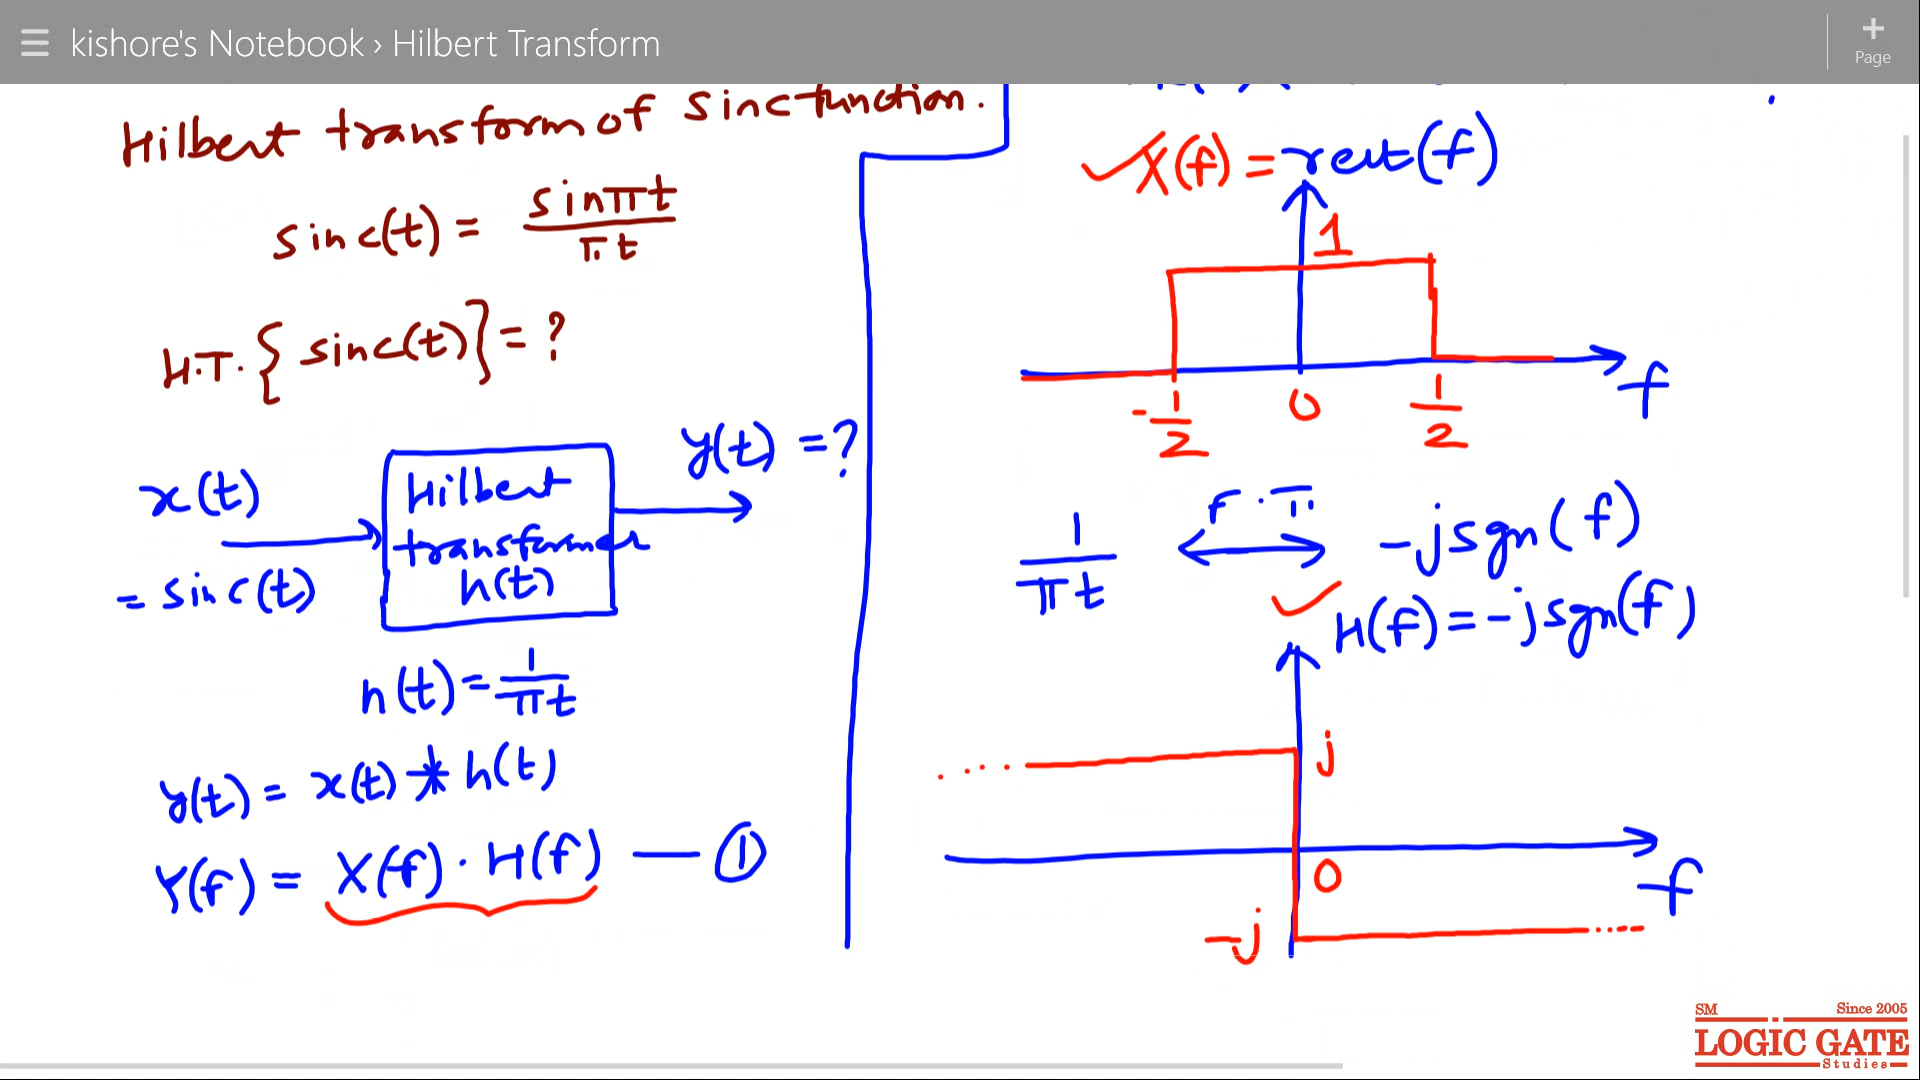 kishore's Notebook › Hilbert Transform
+
Page
Hilbert transform of sinc function.
sinc(t) = sinπt / πt
H.T. { sinc(t) } = ?
x(t)
= sinc(t)
Hilbert
transformer
h(t)
y(t) = ?
h(t) = 1/πt
y(t) = x(t) * h(t)
Y(f) = X(f) · H(f) — ①
✓ X(f) = rect(f)
1
-1/2 0 1/2
f
1/πt ⟷ F.T. -jsgn(f)
✓ H(f) = -jsgn(f)
j
0
f
-j
SM Since 2005
LOGIC GATE
Studies